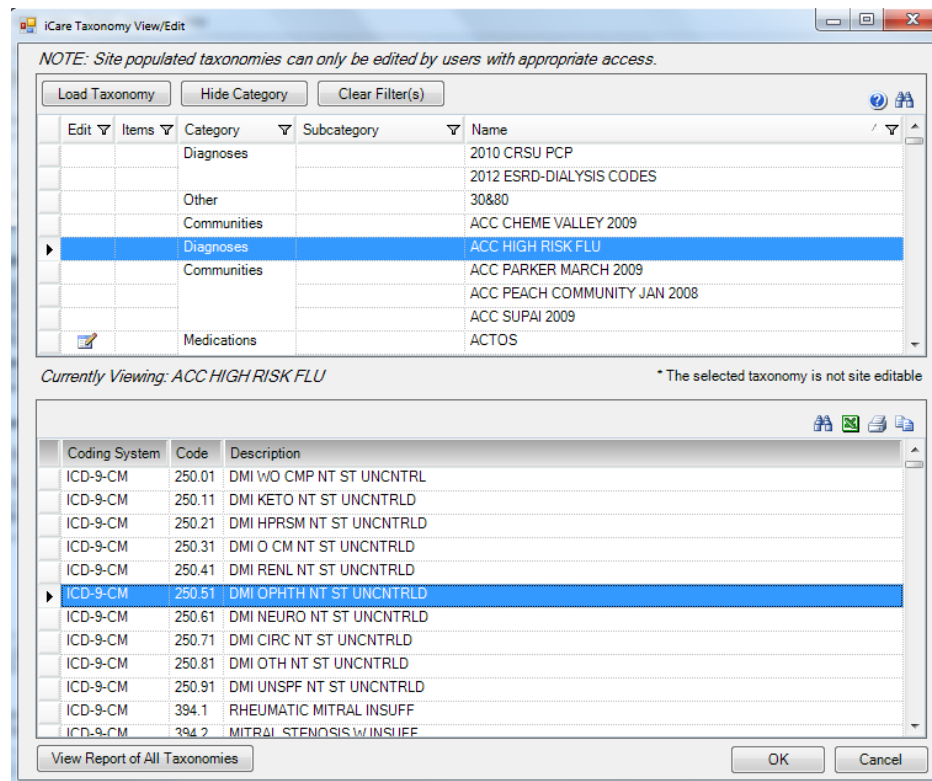 iCare Taxonomy View/Edit
NOTE: Site populated taxonomies can only be edited by users with appropriate access.
Load Taxonomy Hide Category Clear Filter(s)
Edit Items Category Subcategory Name
Diagnoses 2010 CRSU PCP
2012 ESRD-DIALYSIS CODES
Other 30&80
Communities ACC CHEME VALLEY 2009
Diagnoses ACC HIGH RISK FLU
Communities ACC PARKER MARCH 2009
ACC PEACH COMMUNITY JAN 2008
ACC SUPAI 2009
Medications ACTOS
Currently Viewing: ACC HIGH RISK FLU * The selected taxonomy is not site editable
Coding System Code Description
ICD-9-CM 250.01 DMI WO CMP NT ST UNCNTRL
ICD-9-CM 250.11 DMI KETO NT ST UNCNTRLD
ICD-9-CM 250.21 DMI HPRSM NT ST UNCNTRLD
ICD-9-CM 250.31 DMI O CM NT ST UNCNTRLD
ICD-9-CM 250.41 DMI RENL NT ST UNCNTRLD
ICD-9-CM 250.51 DMI OPHTH NT ST UNCNTRLD
ICD-9-CM 250.61 DMI NEURO NT ST UNCNTRLD
ICD-9-CM 250.71 DMI CIRC NT ST UNCNTRLD
ICD-9-CM 250.81 DMI OTH NT ST UNCNTRLD
ICD-9-CM 250.91 DMI UNSPF NT ST UNCNTRLD
ICD-9-CM 394.1 RHEUMATIC MITRAL INSUFF
ICD-9-CM 394.2 MITRAL STENOSIS W INSUFF
View Report of All Taxonomies OK Cancel